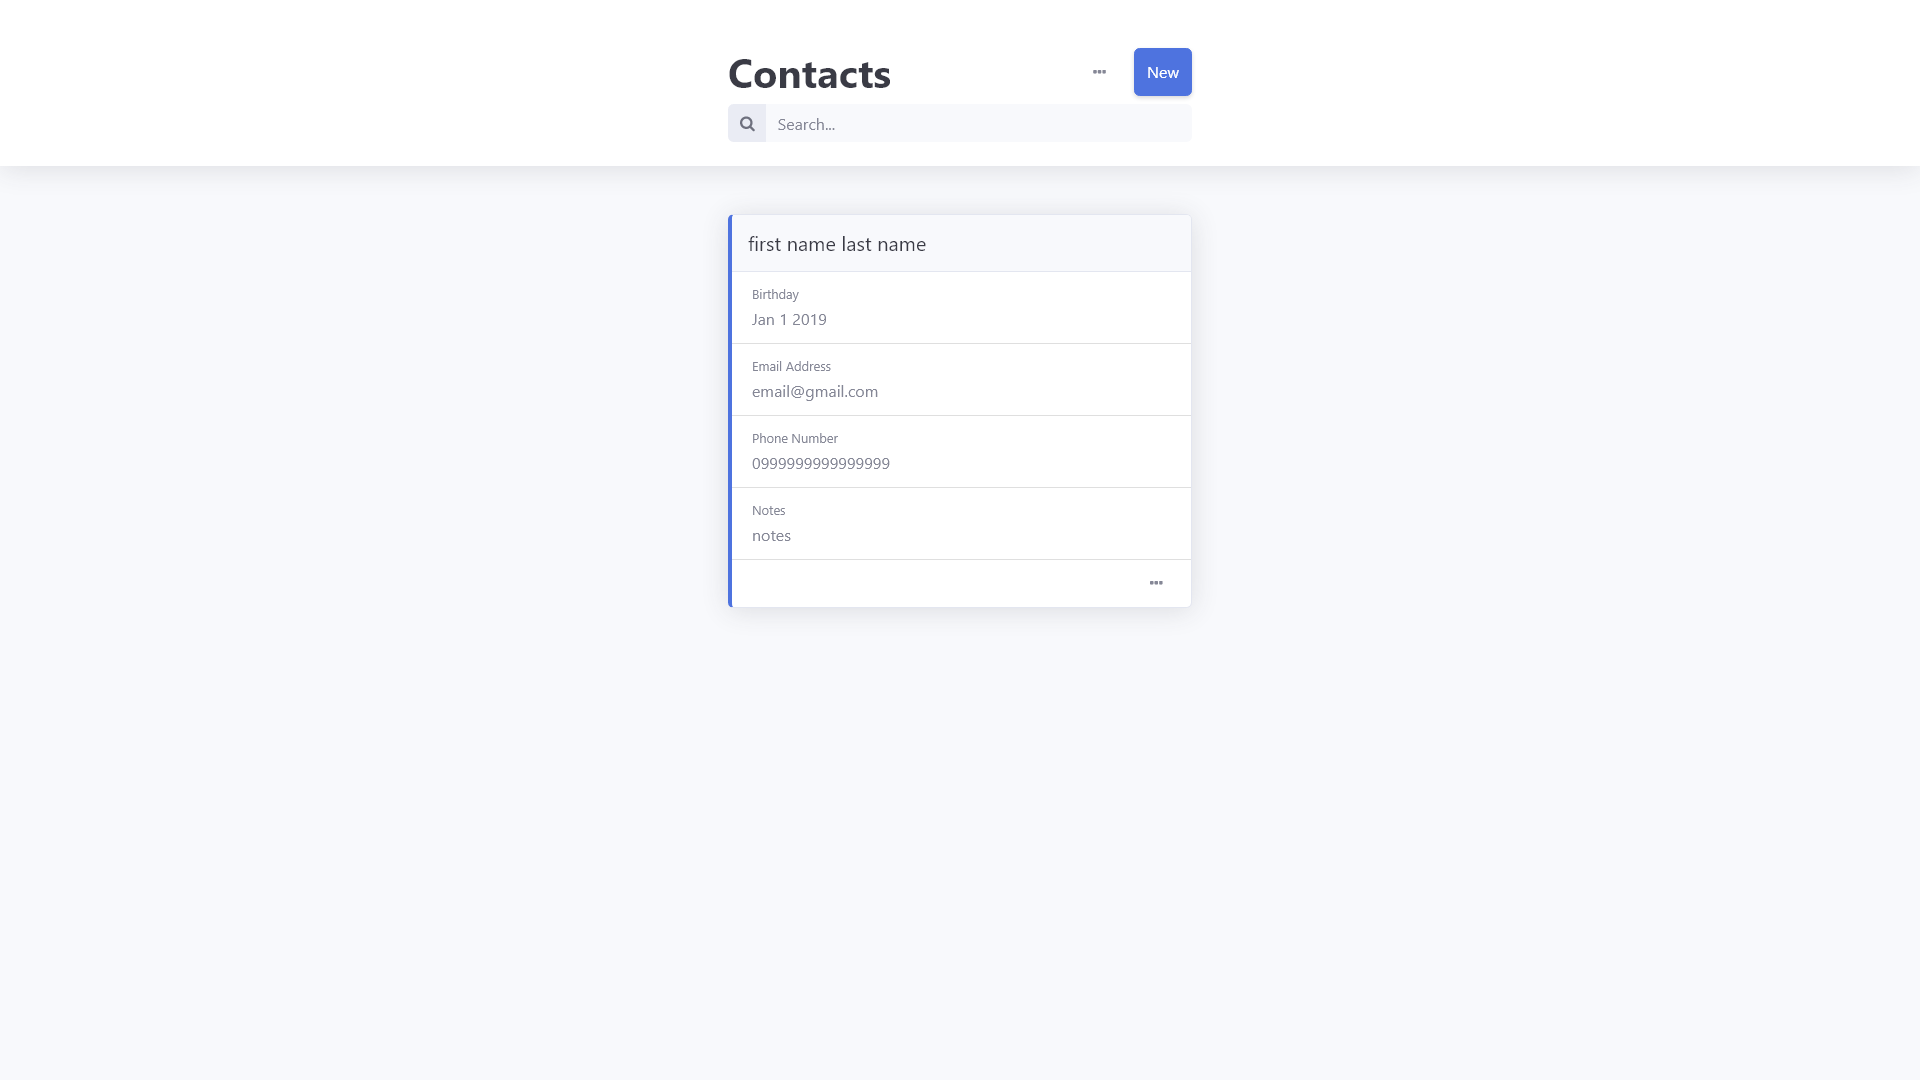 Contacts
New
Search...
first name last name
Birthday
Jan 1 2019
Email Address
email@gmail.com
Phone Number
0999999999999999
Notes
notes